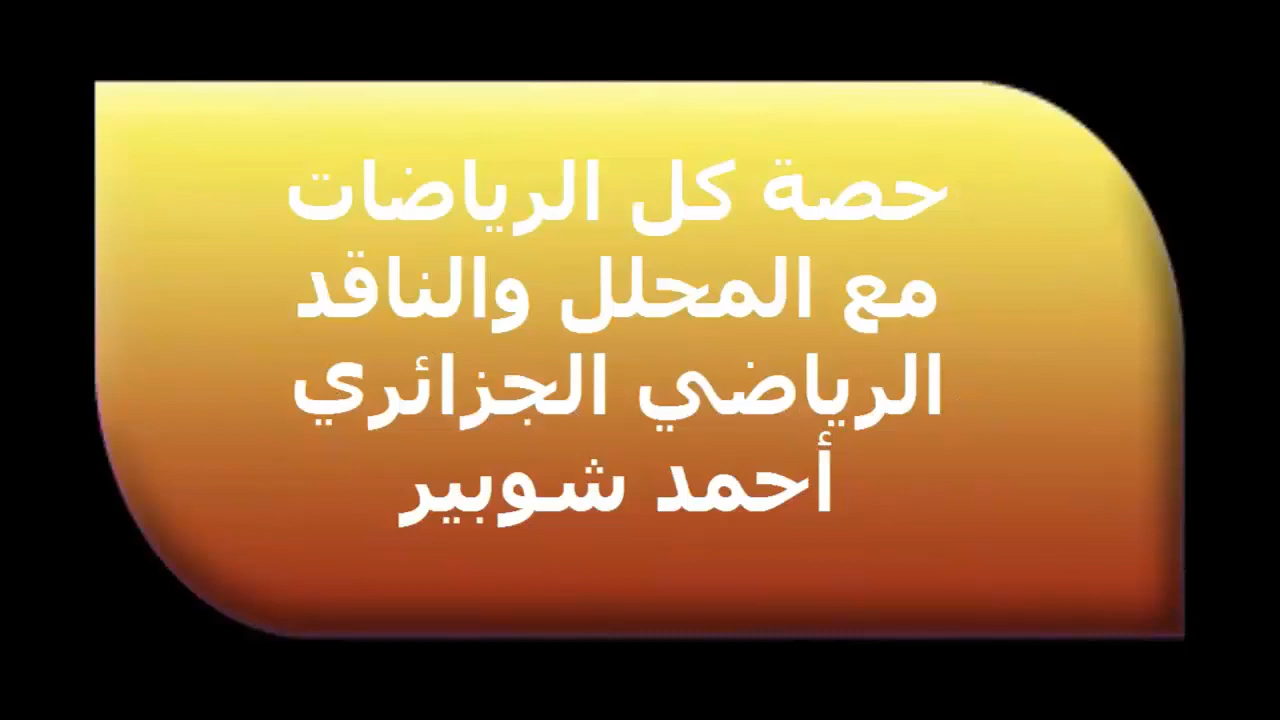 حصة كل الرياضات
مع المحلل والناقد
الرياضي الجزائري
أحمد شوبير